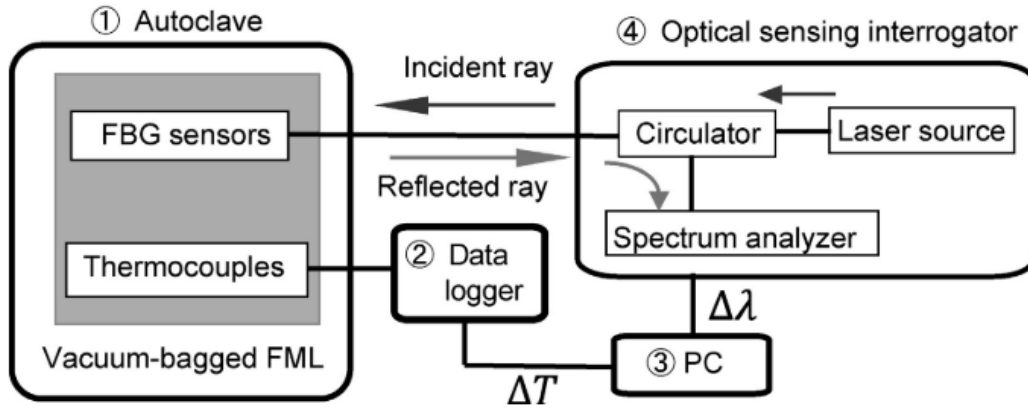 ① Autoclave
④ Optical sensing interrogator
Incident ray
FBG sensors
Circulator
Laser source
Reflected ray
Spectrum analyzer
Thermocouples
② Data
logger
Δλ
Vacuum-bagged FML
③ PC
ΔT